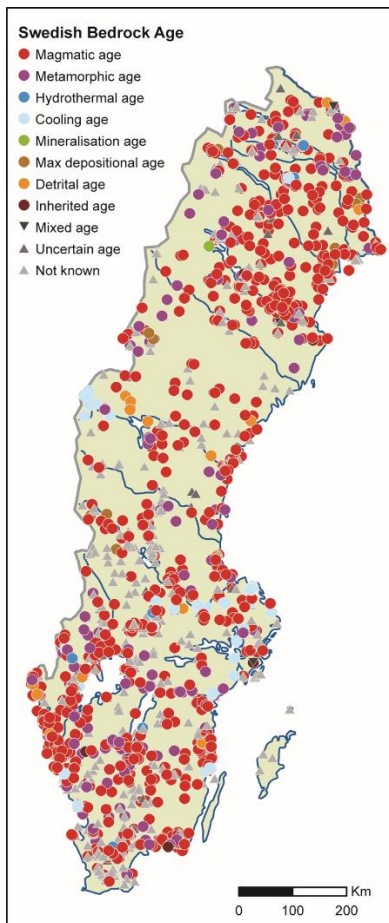 Swedish Bedrock Age
Magmatic age
Metamorphic age
Hydrothermal age
Cooling age
Mineralisation age
Max depositional age
Detrital age
Inherited age
Mixed age
Uncertain age
Not known
Km
0 100 200